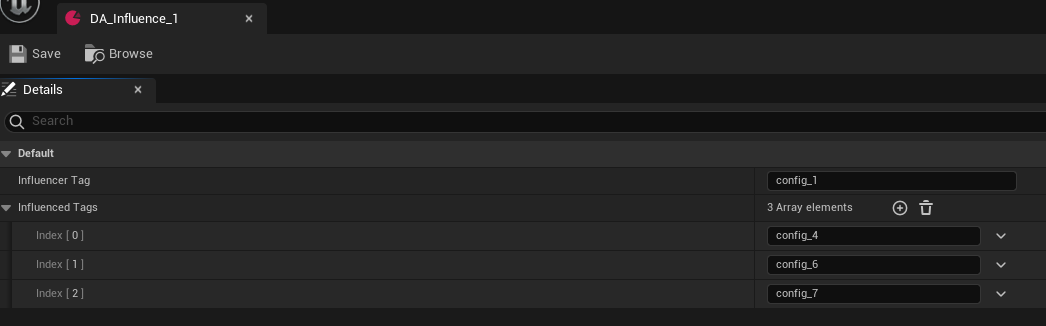 DA_Influence_1
Save
Browse
Details
Search
Default
Influencer Tag config_1
Influenced Tags 3 Array elements
Index [ 0 ] config_4
Index [ 1 ] config_6
Index [ 2 ] config_7